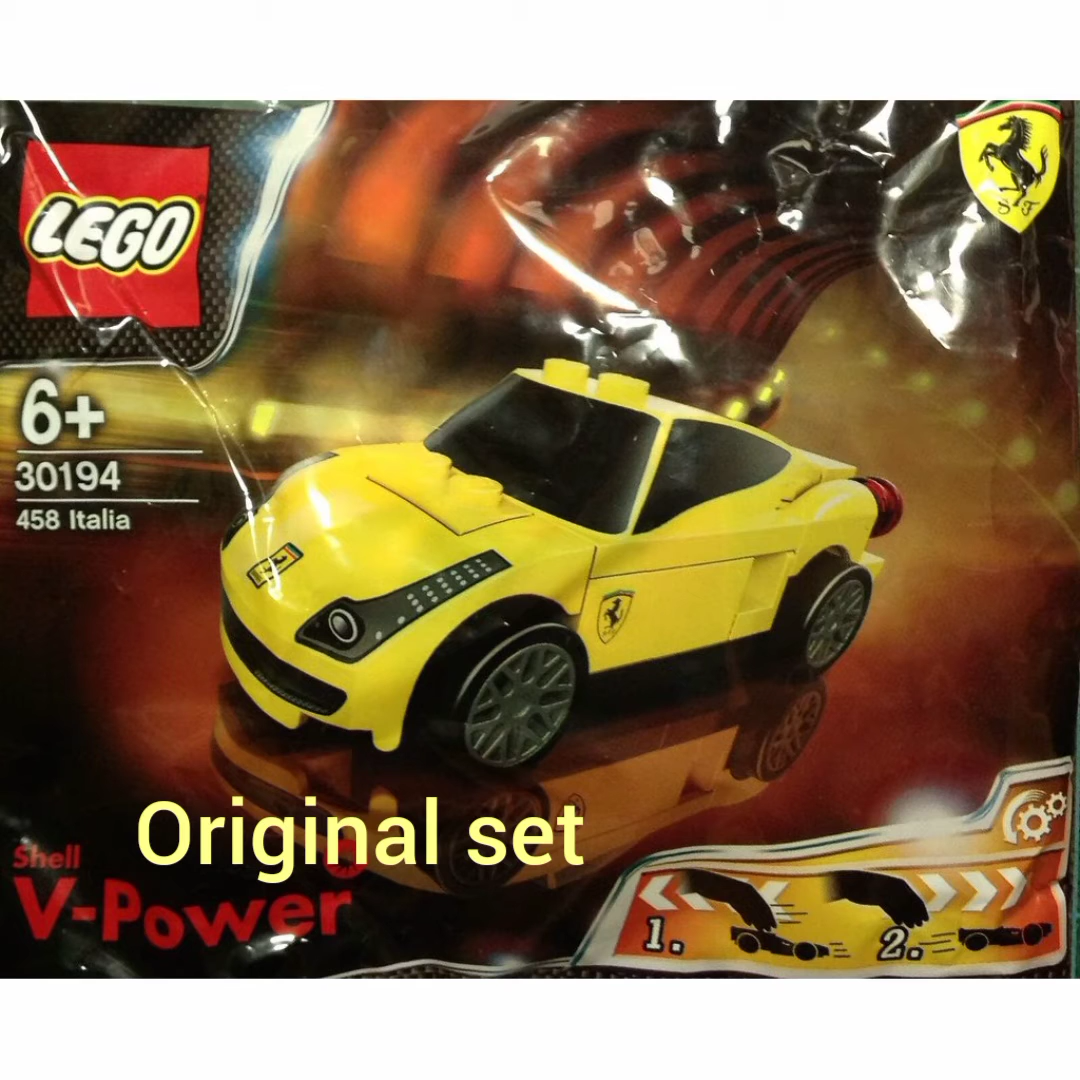 LEGO
S F
6+
30194
458 Italia
Original set
Shell
V-Power
1.
2.